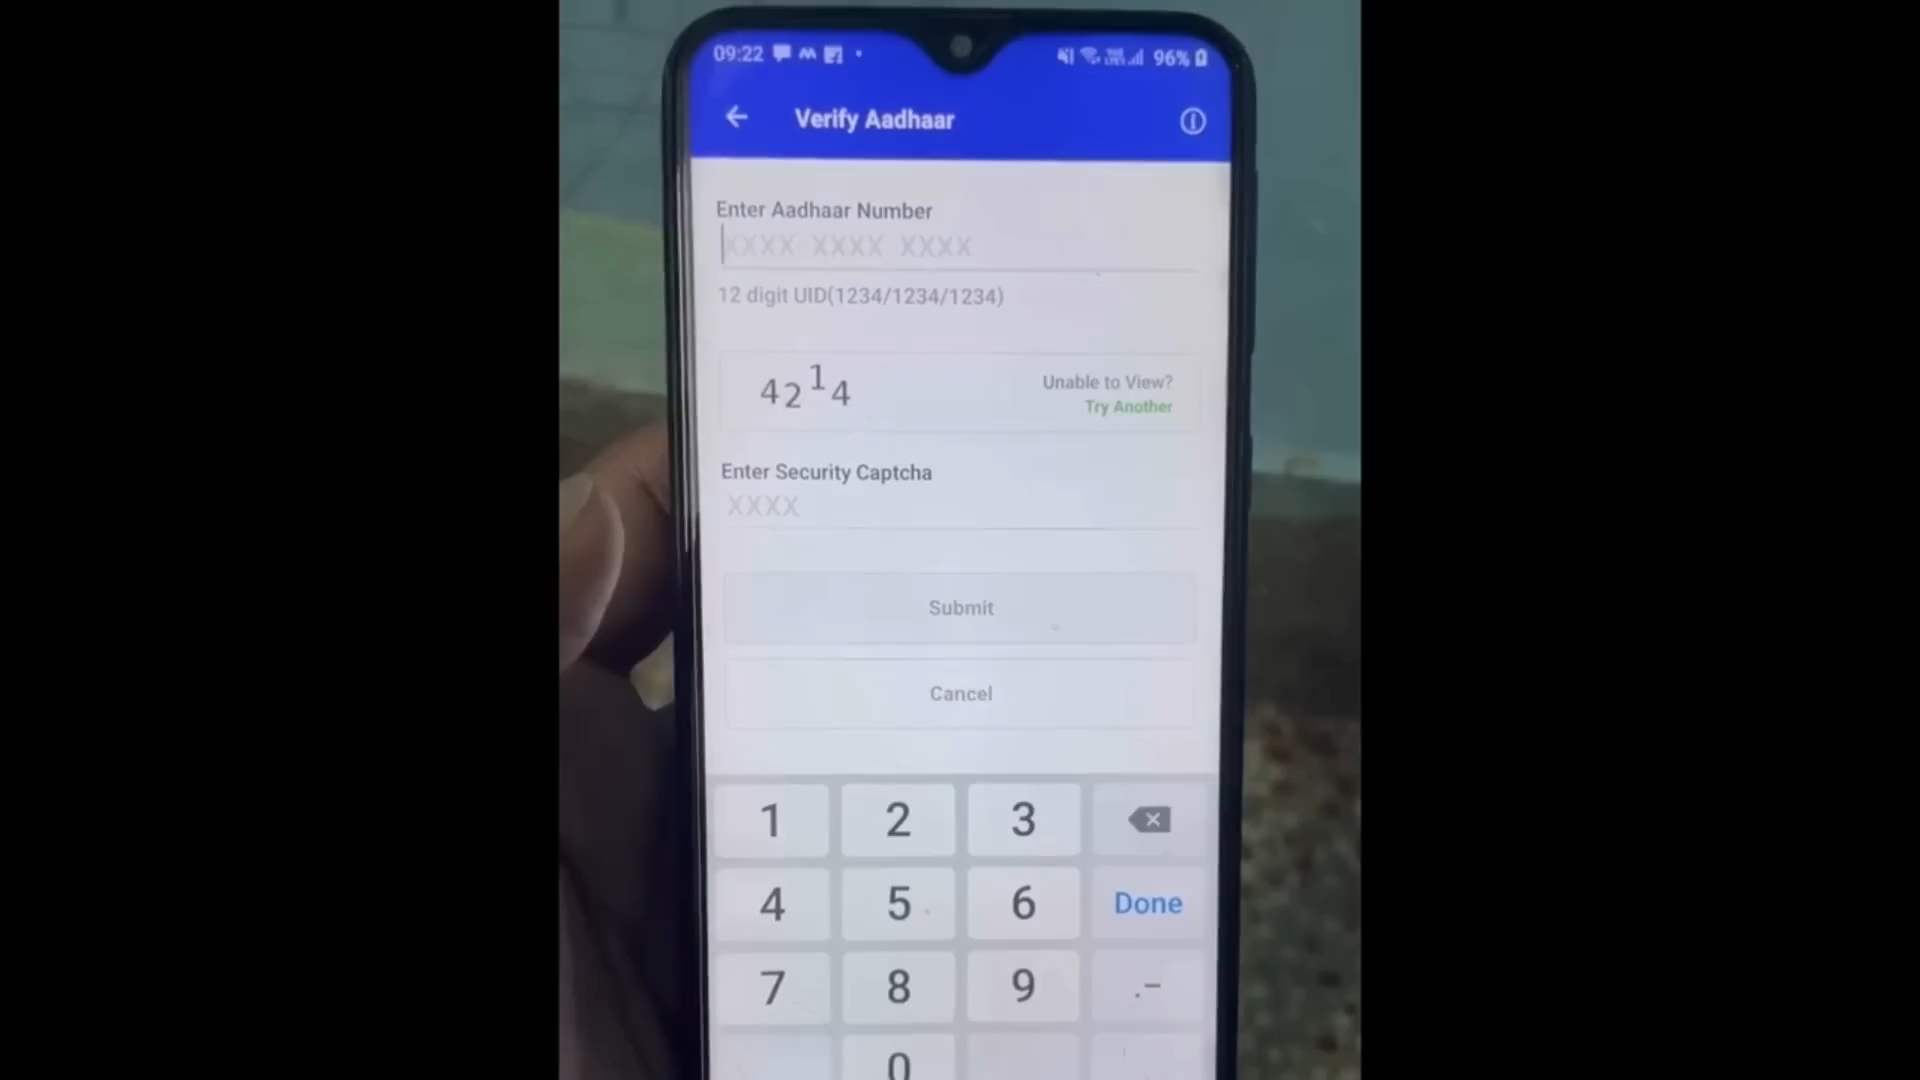 09:22 96%
Verify Aadhaar
Enter Aadhaar Number
XXXX XXXX XXXX
12 digit UID(1234/1234/1234)
4214
Unable to View?
Try Another
Enter Security Captcha
XXXX
Submit
Cancel
1 2 3
4 5 6 Done
7 8 9 .-
0